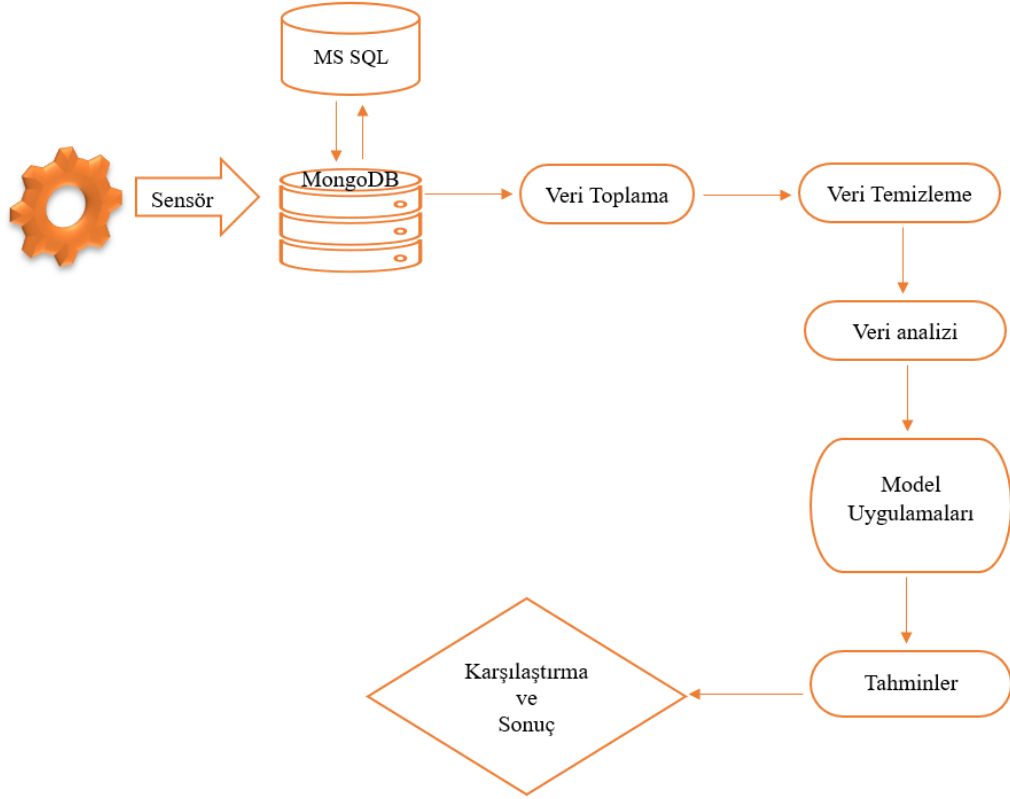 MS SQL
MongoDB
Sensör
Veri Toplama
Veri Temizleme
Veri analizi
Model
Uygulamaları
Tahminler
Karşılaştırma
ve
Sonuç